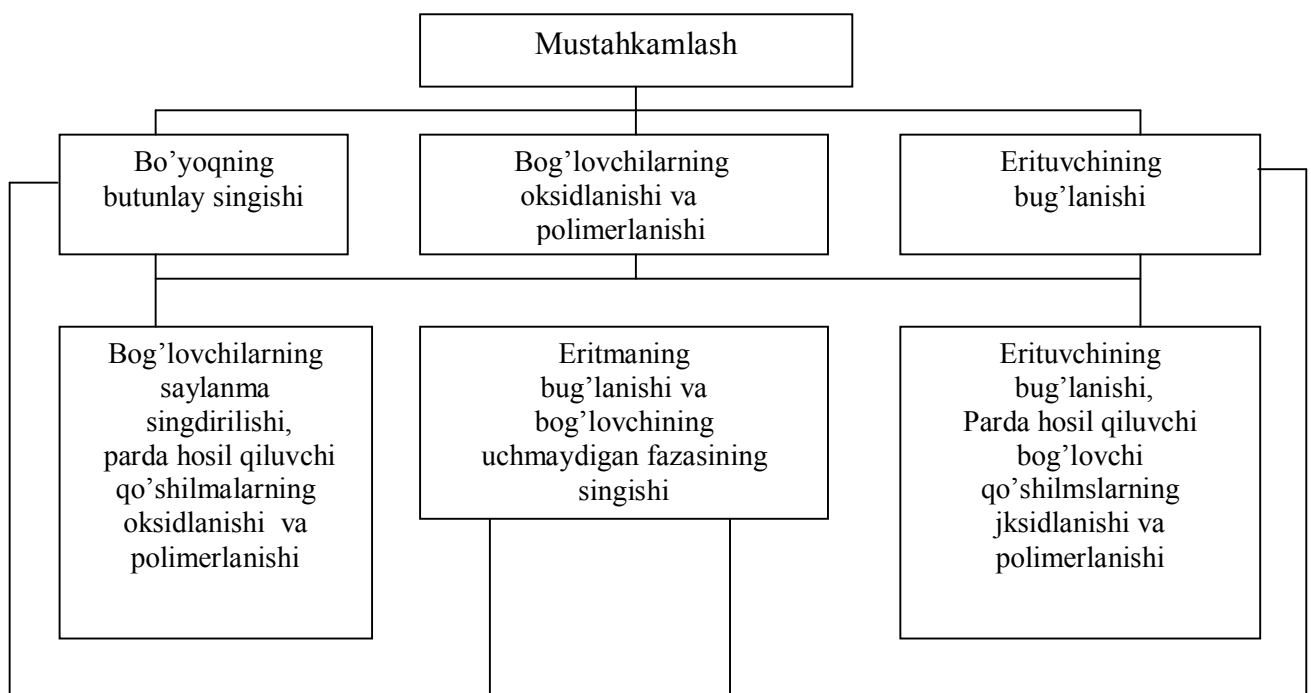 Mustahkamlash
Bo’yoqning
butunlay singishi
Bog’lovchilarning
oksidlanishi va
polimerlanishi
Erituvchining
bug’lanishi
Bog’lovchilarning
saylanma
singdirilishi,
parda hosil qiluvchi
qo’shilmalarning
oksidlanishi va
polimerlanishi
Eritmaning
bug’lanishi va
bog’lovchining
uchmaydigan fazasining
singishi
Erituvchining
bug’lanishi,
Parda hosil qiluvchi
bog’lovchi
qo’shilmslarning
jksidlanishi va
polimerlanishi